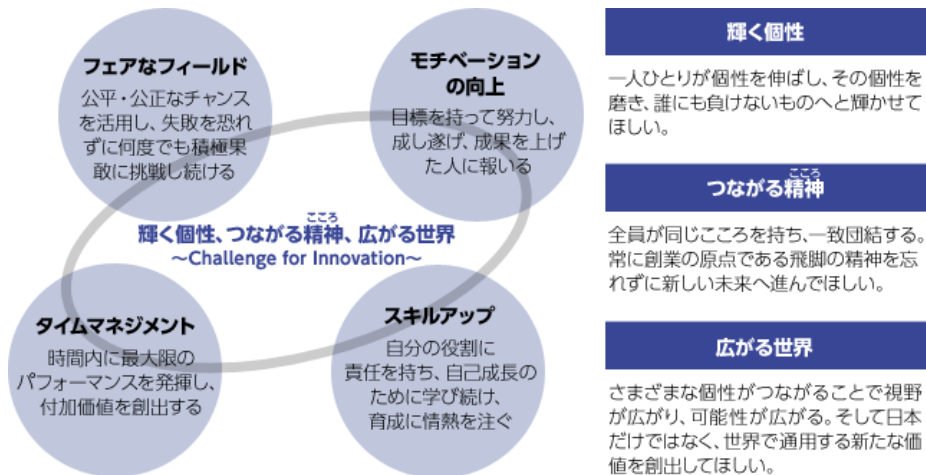 フェアなフィールド
公平・公正なチャンス
を活用し、失敗を恐れ
ずに何度でも積極果
敢に挑戦し続ける
モチベーション
の向上
目標を持って努力し、
成し遂げ、成果を上げ
た人に報いる
こころ
輝く個性、つながる精神、広がる世界
～Challenge for Innovation～
タイムマネジメント
時間内に最大限の
パフォーマンスを発揮し、
付加価値を創出する
スキルアップ
自分の役割に
責任を持ち、自己成長の
ために学び続け、
育成に情熱を注ぐ
輝く個性
一人ひとりが個性を伸ばし、その個性を
磨き、誰にも負けないものへと輝かせて
ほしい。
こころ
つながる精神
全員が同じこころを持ち、一致団結する。
常に創業の原点である飛脚の精神を忘
れずに新しい未来へ進んでほしい。
広がる世界
さまざまな個性がつながることで視野
が広がり、可能性が広がる。そして日本
だけではなく、世界で通用する新たな価
値を創出してほしい。